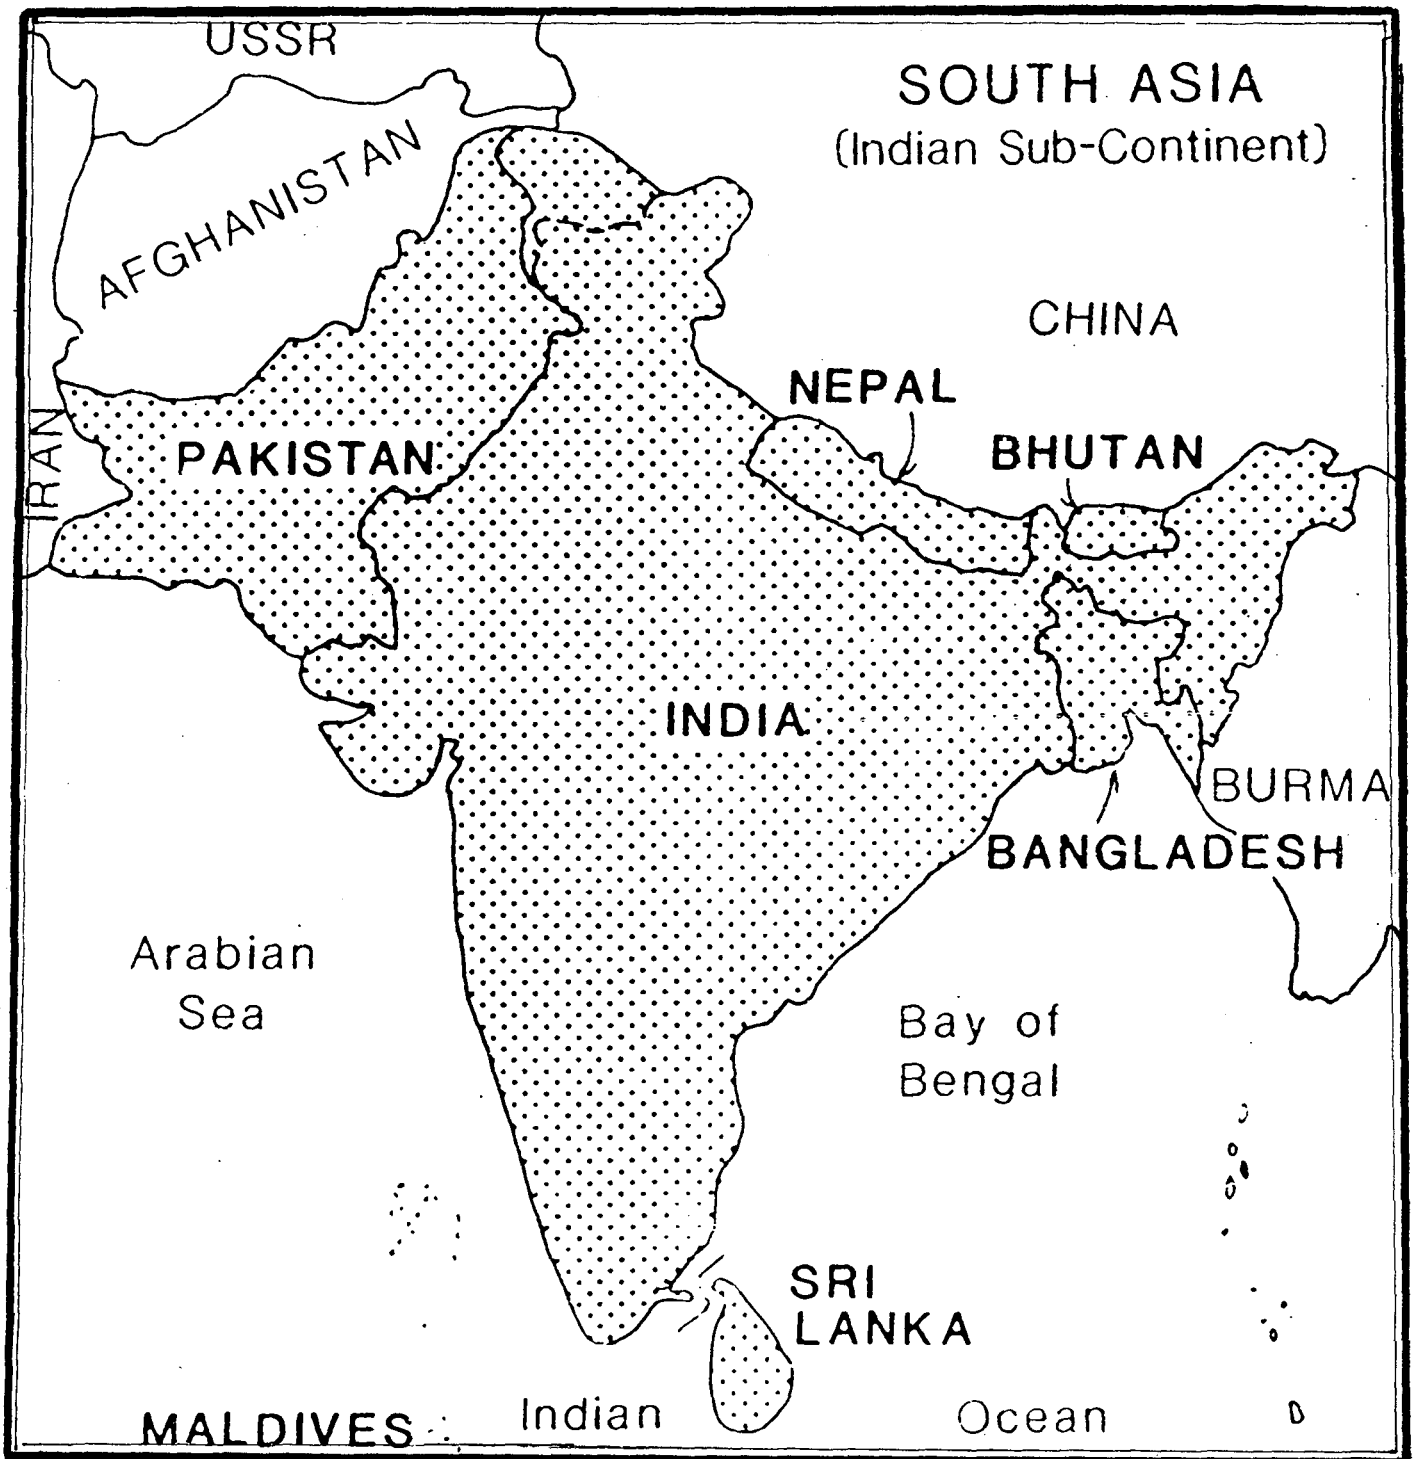 USSR
SOUTH ASIA
(Indian Sub-Continent)
AFGHANISTAN
CHINA
NEPAL
IRAN
PAKISTAN
BHUTAN
INDIA
BURMA
BANGLADESH
Arabian
Sea
Bay of
Bengal
SRI
LANKA
MALDIVES
Indian Ocean